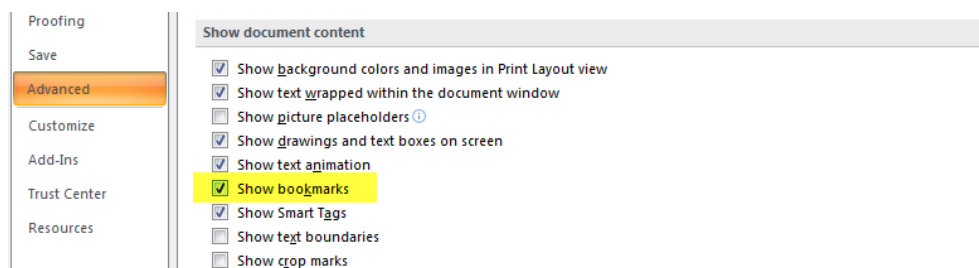 Proofing
Save
Advanced
Customize
Add-Ins
Trust Center
Resources
Show document content
Show background colors and images in Print Layout view
Show text wrapped within the document window
Show picture placeholders
Show drawings and text boxes on screen
Show text animation
Show bookmarks
Show Smart Tags
Show text boundaries
Show crop marks